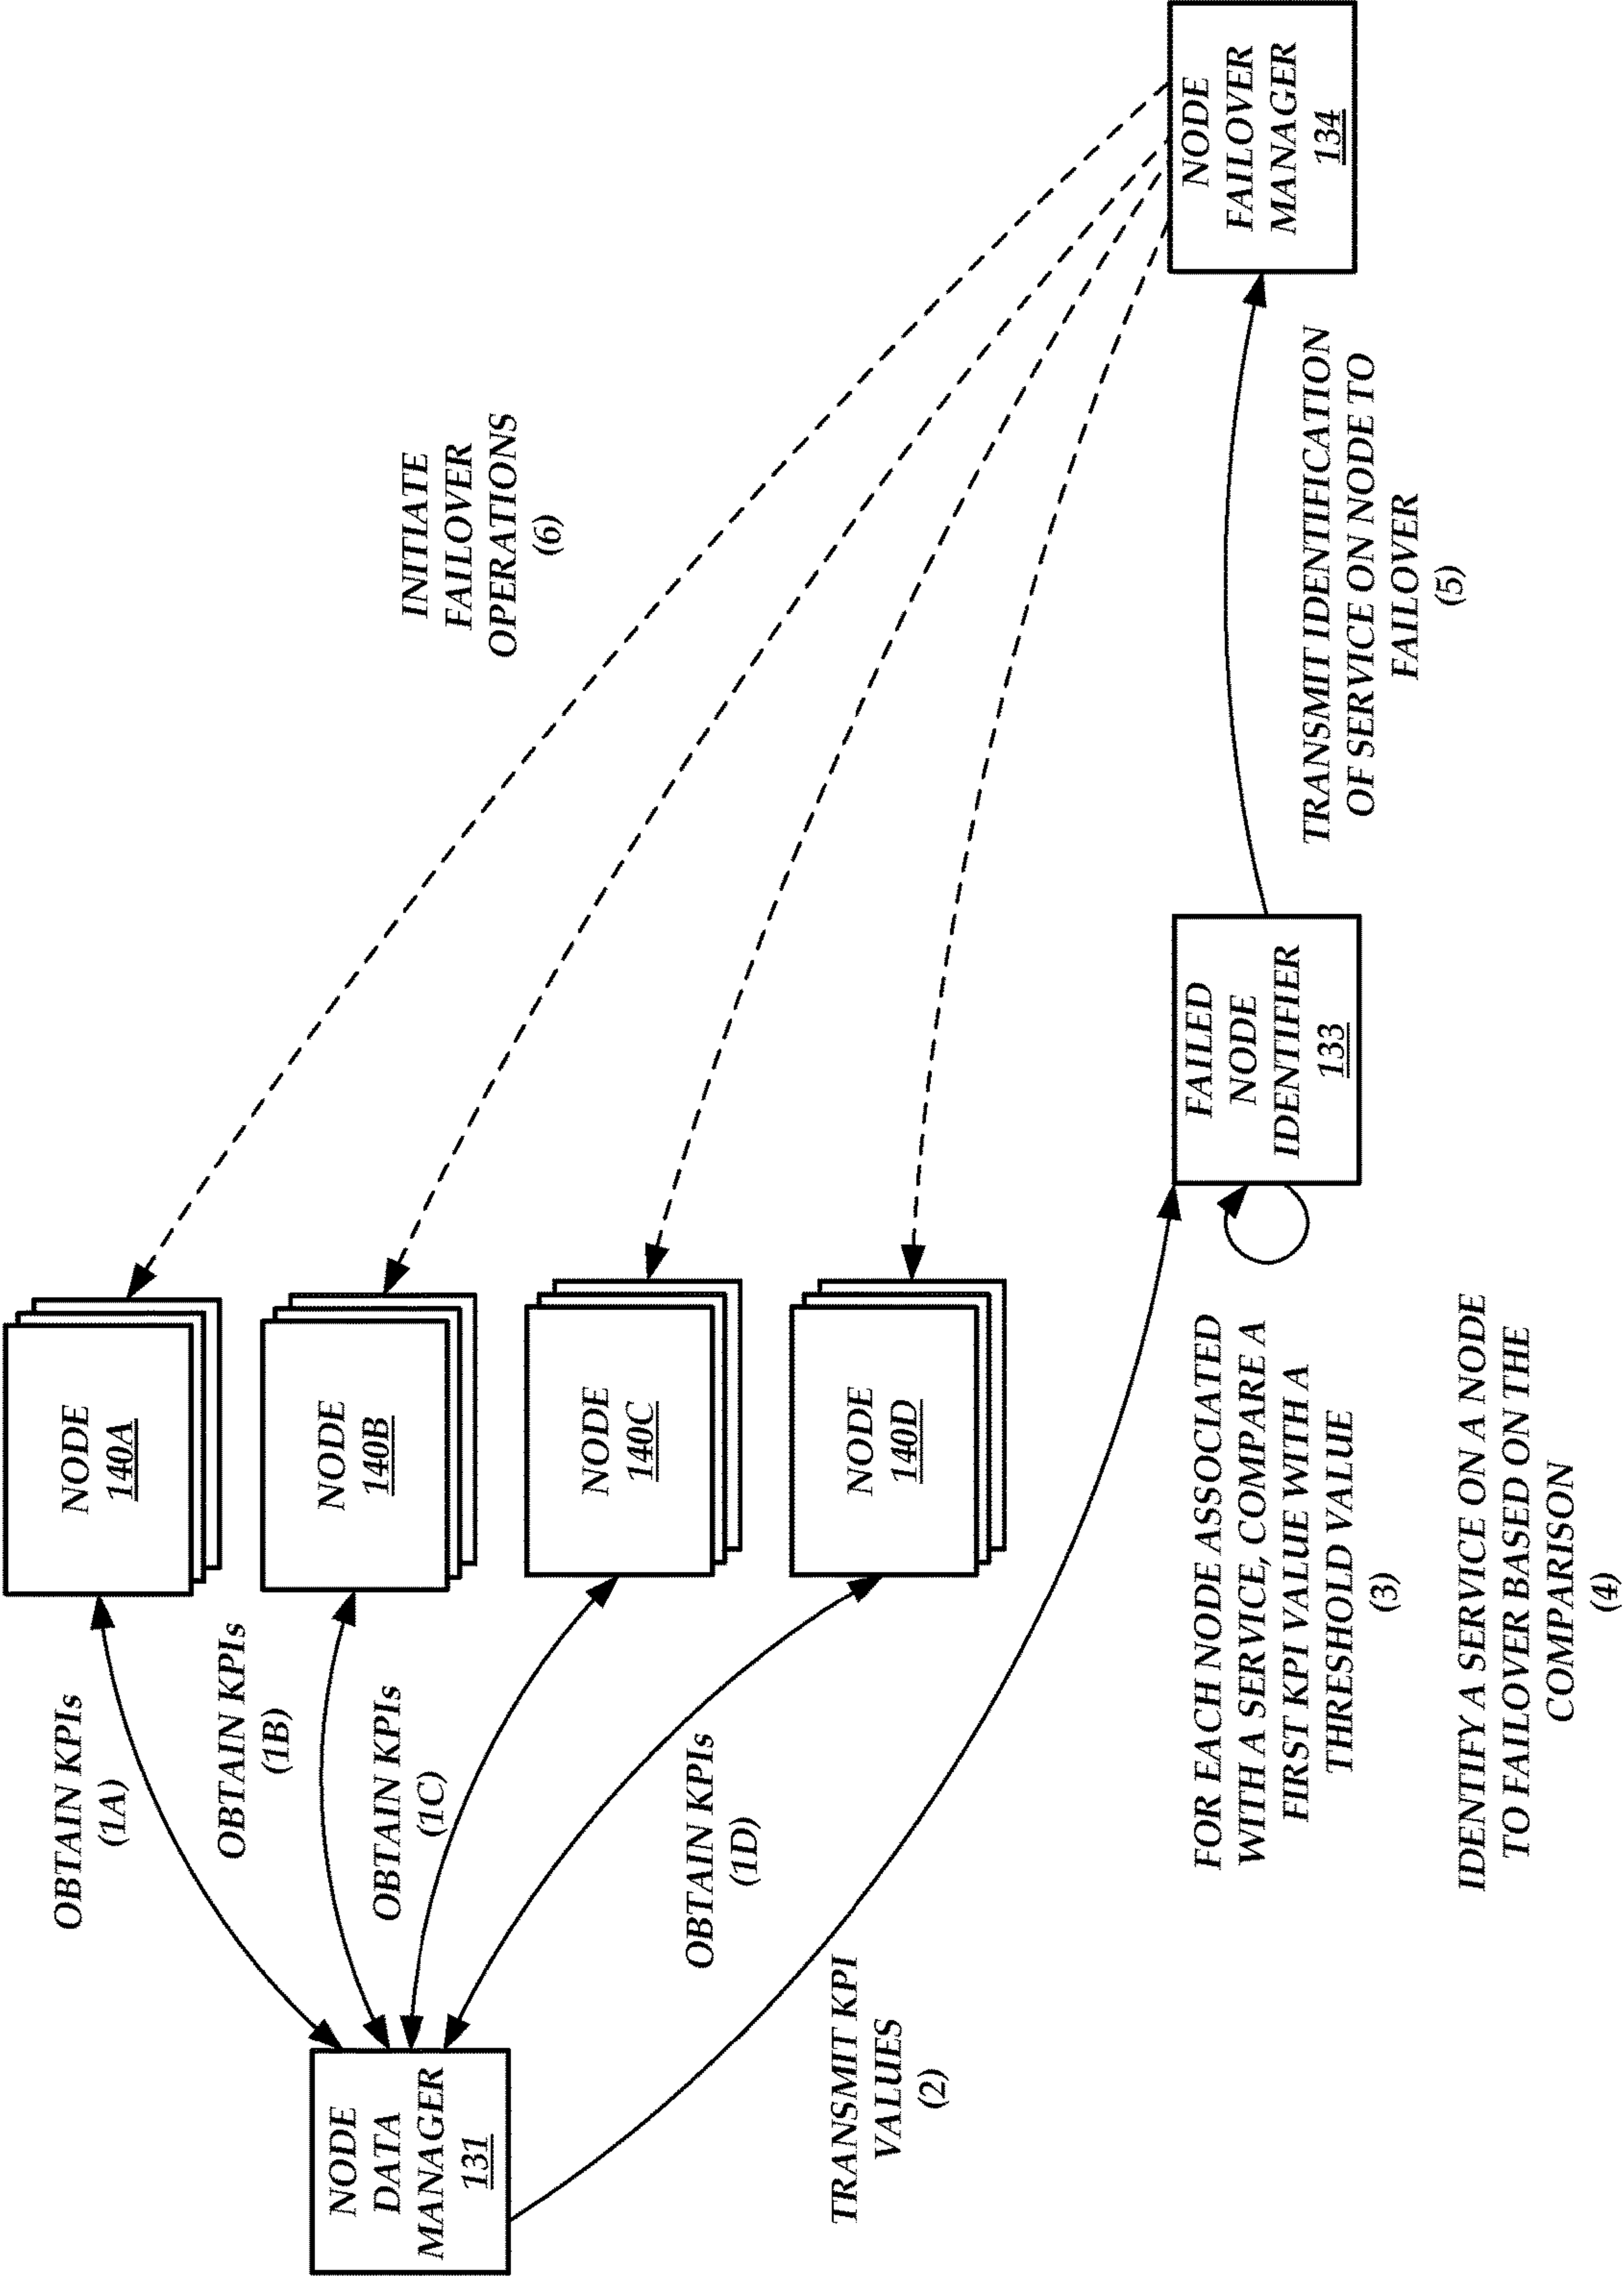 NODE
DATA
MANAGER
131
OBTAIN KPIs
(1A)
OBTAIN KPIs
(1B)
OBTAIN KPIs
(1C)
OBTAIN KPIs
(1D)
NODE
140A
NODE
140B
NODE
140C
NODE
140D
TRANSMIT KPI
VALUES
(2)
FOR EACH NODE ASSOCIATED
WITH A SERVICE, COMPARE A
FIRST KPI VALUE WITH A
THRESHOLD VALUE
(3)
IDENTIFY A SERVICE ON A NODE
TO FAILOVER BASED ON THE
COMPARISON
(4)
FAILED
NODE
IDENTIFIER
133
TRANSMIT IDENTIFICATION
OF SERVICE ON NODE TO
FAILOVER
(5)
INITIATE
FAILOVER
OPERATIONS
(6)
NODE
FAILOVER
MANAGER
134